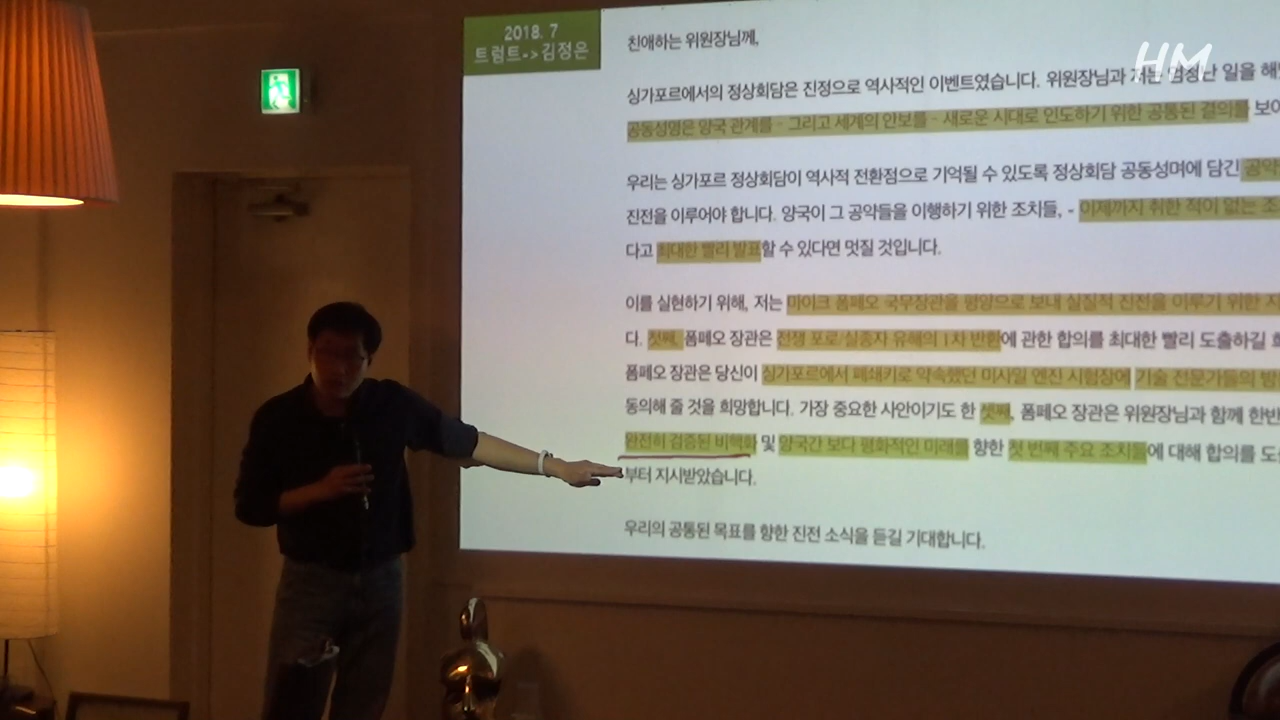 2018. 7
트럼트->김정은
HM
친애하는 위원장님께,
싱가포르에서의 정상회담은 진정으로 역사적인 이벤트였습니다. 위원장님과 저는 엄청난 일을 해
공동성명은 양국 관계를 - 그리고 세계의 안보를 - 새로운 시대로 인도하기 위한 공통된 결의를 보여
우리는 싱가포르 정상회담이 역사적 전환점으로 기억될 수 있도록 정상회담 공동성며에 담긴 공약
진전을 이루어야 합니다. 양국이 그 공약들을 이행하기 위한 조치들, - 이제까지 취한 적이 없는 조
다고 최대한 빨리 발표할 수 있다면 멋질 것입니다.
이를 실현하기 위해, 저는 마이크 폼페오 국무장관을 평양으로 보내 실질적 진전을 이루기 위한
다. 첫째, 폼페오 장관은 전쟁 포로/실종자 유해의 1차 반환에 관한 합의를 최대한 빨리 도출하길
폼페오 장관은 당신이 싱가포르에서 폐쇄키로 약속했던 미사일 엔진 시험장에 기술 전문가들의 방
동의해 줄 것을 희망합니다. 가장 중요한 사안이기도 한 셋째, 폼페오 장관은 위원장님과 함께 한반
완전히 검증된 비핵화 및 양국간 보다 평화적인 미래를 향한 첫 번째 주요 조치들에 대해 합의를 도
부터 지시받았습니다.
우리의 공통된 목표를 향한 진전 소식을 듣길 기대합니다.